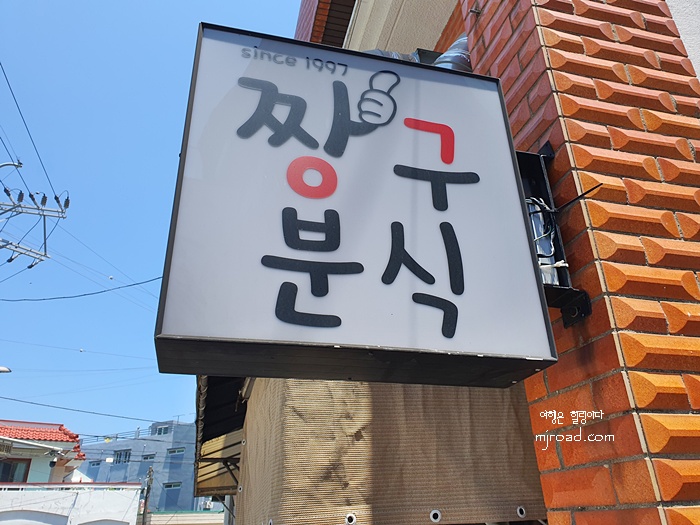 since 1997
짱구
분식
여행은 힐링이다
mjroad.com